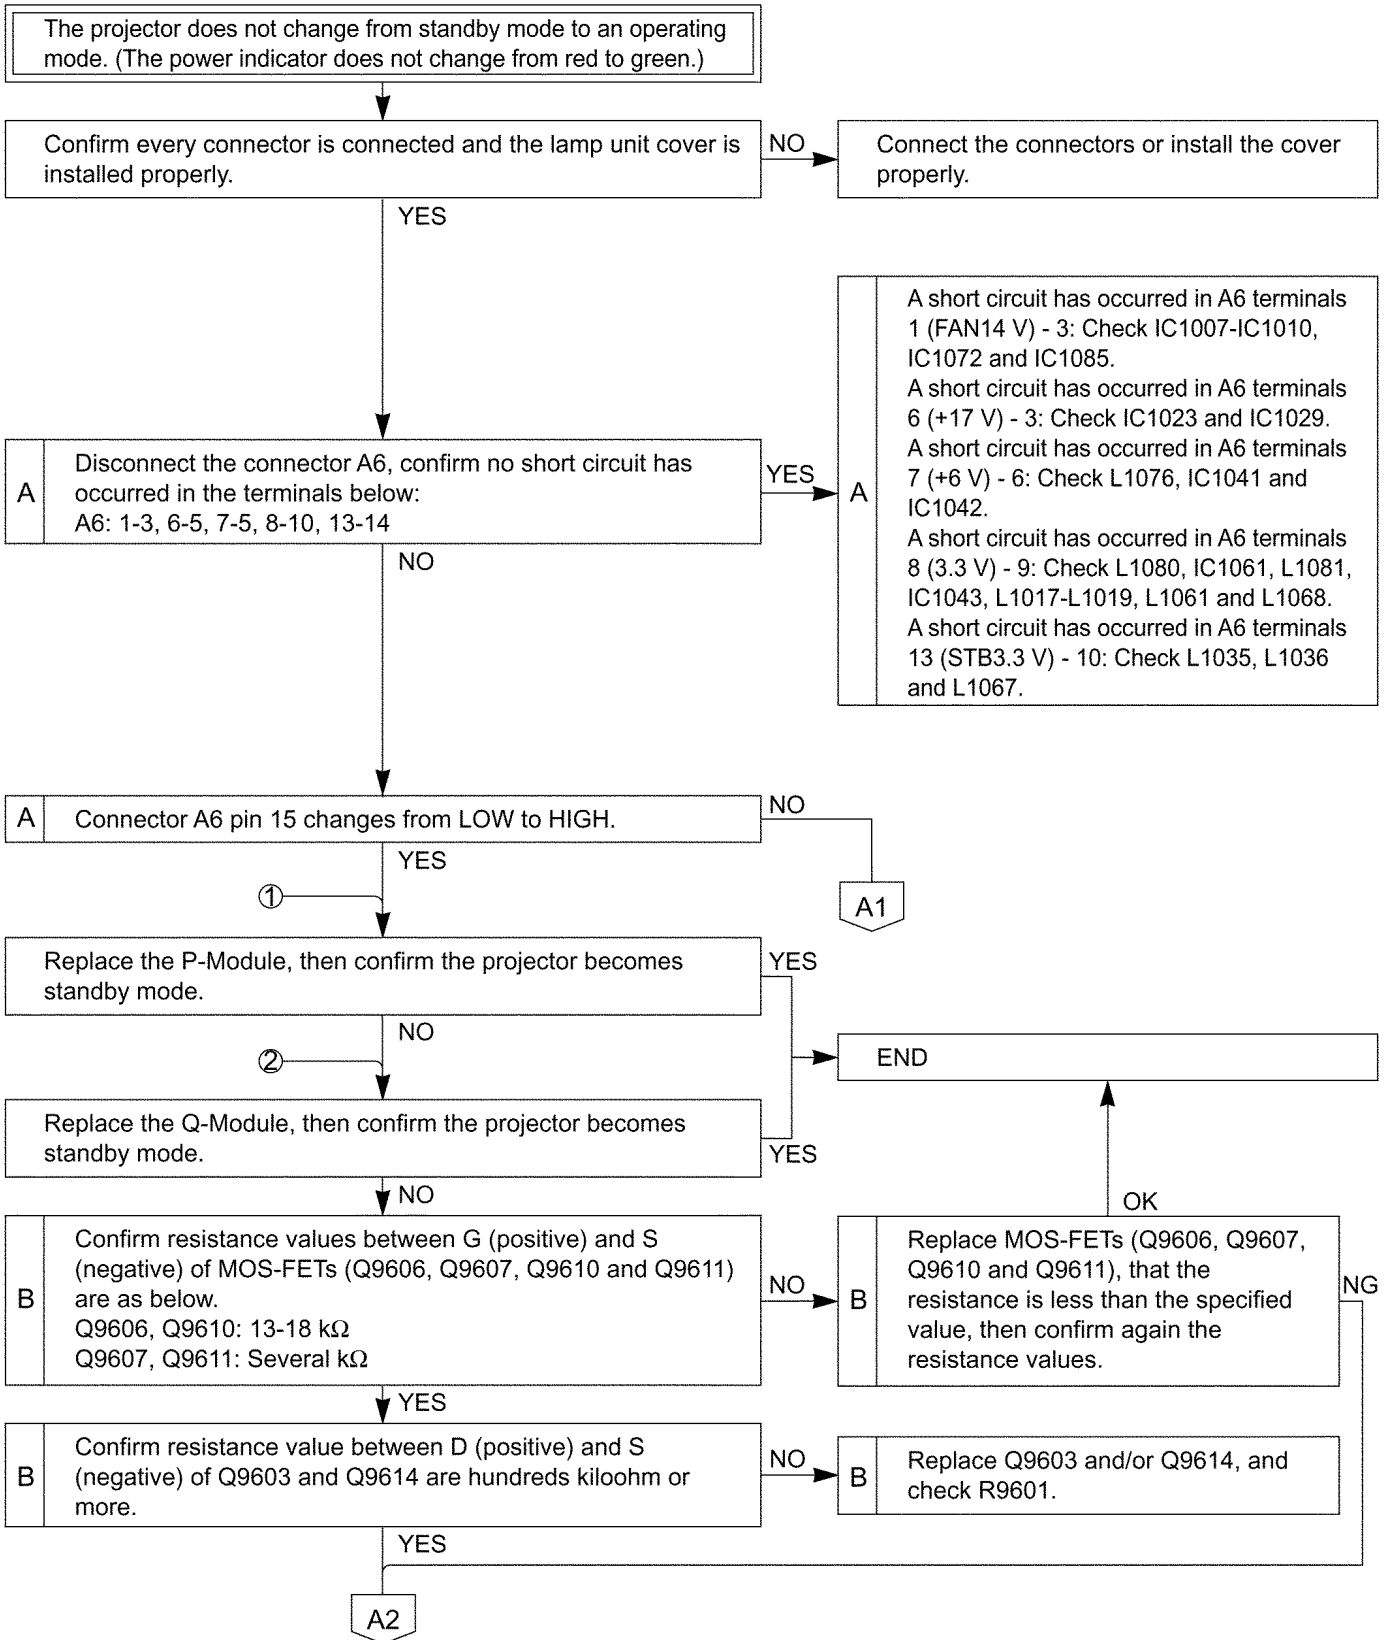 The projector does not change from standby mode to an operating
mode. (The power indicator does not change from red to green.)
Confirm every connector is connected and the lamp unit cover is
installed properly.
NO
Connect the connectors or install the cover
properly.
YES
A
Disconnect the connector A6, confirm no short circuit has
occurred in the terminals below:
A6: 1-3, 6-5, 7-5, 8-10, 13-14
YES
A
A short circuit has occurred in A6 terminals
1 (FAN14 V) - 3: Check IC1007-IC1010,
IC1072 and IC1085.
A short circuit has occurred in A6 terminals
6 (+17 V) - 3: Check IC1023 and IC1029.
A short circuit has occurred in A6 terminals
7 (+6 V) - 6: Check L1076, IC1041 and
IC1042.
A short circuit has occurred in A6 terminals
8 (3.3 V) - 9: Check L1080, IC1061, L1081,
IC1043, L1017-L1019, L1061 and L1068.
A short circuit has occurred in A6 terminals
13 (STB3.3 V) - 10: Check L1035, L1036
and L1067.
NO
A
Connector A6 pin 15 changes from LOW to HIGH.
NO
A1
YES
①
Replace the P-Module, then confirm the projector becomes
standby mode.
YES
NO
END
②
Replace the Q-Module, then confirm the projector becomes
standby mode.
YES
NO
B
Confirm resistance values between G (positive) and S
(negative) of MOS-FETs (Q9606, Q9607, Q9610 and Q9611)
are as below.
Q9606, Q9610: 13-18 kΩ
Q9607, Q9611: Several kΩ
NO
OK
B
Replace MOS-FETs (Q9606, Q9607,
Q9610 and Q9611), that the
resistance is less than the specified
value, then confirm again the
resistance values.
NG
YES
B
Confirm resistance value between D (positive) and S
(negative) of Q9603 and Q9614 are hundreds kiloohm or
more.
NO
B
Replace Q9603 and/or Q9614, and
check R9601.
YES
A2